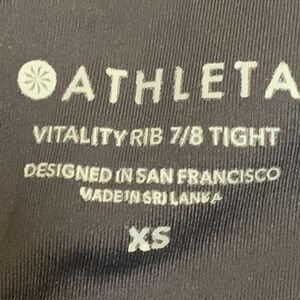 ATHLETA
VITALITY RIB 7/8 TIGHT
DESIGNED IN SAN FRANCISCO
MADE IN SRI LANKA
XS